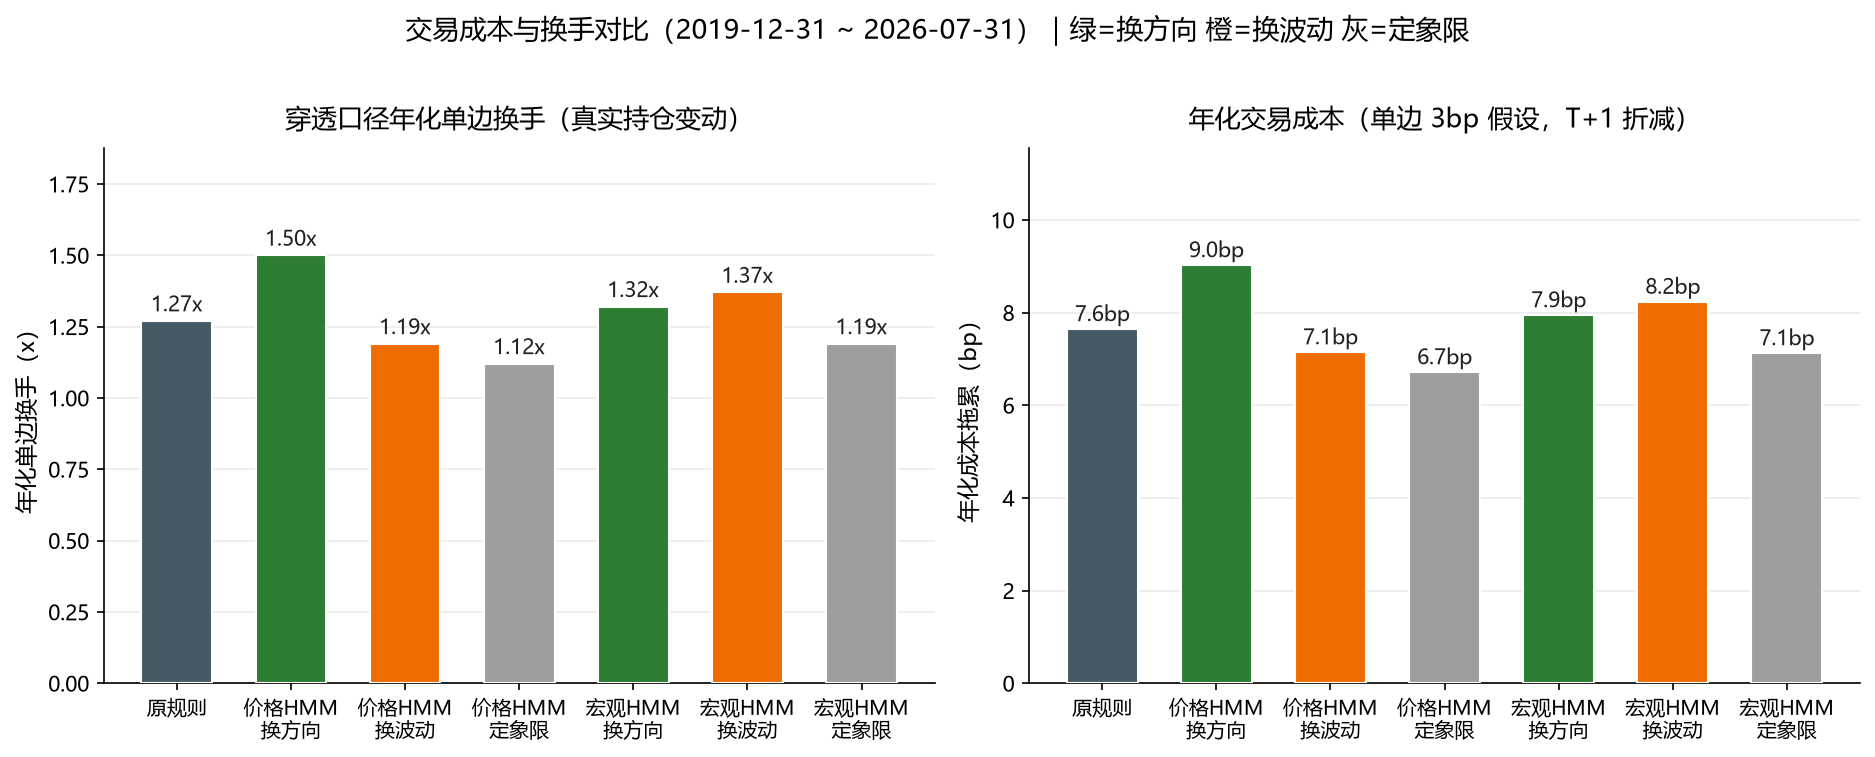 交易成本与换手对比（2019-12-31 ~ 2026-07-31）｜绿=换方向 橙=换波动 灰=定象限
穿透口径年化单边换手（真实持仓变动）
年化单边换手（x）
1.75
1.50
1.25
1.00
0.75
0.50
0.25
0.00
1.27x
1.50x
1.19x
1.12x
1.32x
1.37x
1.19x
原规则
价格HMM
换方向
价格HMM
换波动
价格HMM
定象限
宏观HMM
换方向
宏观HMM
换波动
宏观HMM
定象限
年化交易成本（单边 3bp 假设，T+1 折减）
年化成本拖累（bp）
10
8
6
4
2
0
7.6bp
9.0bp
7.1bp
6.7bp
7.9bp
8.2bp
7.1bp
原规则
价格HMM
换方向
价格HMM
换波动
价格HMM
定象限
宏观HMM
换方向
宏观HMM
换波动
宏观HMM
定象限